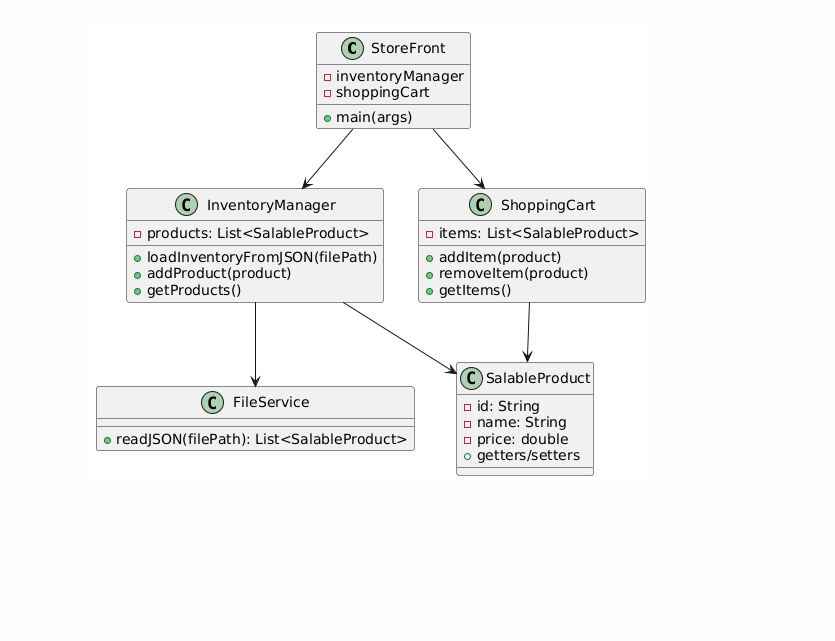 C StoreFront
inventoryManager
shoppingCart
main(args)
C InventoryManager
products: List<SalableProduct>
loadInventoryFromJSON(filePath)
addProduct(product)
getProducts()
C ShoppingCart
items: List<SalableProduct>
addItem(product)
removeItem(product)
getItems()
C FileService
readJSON(filePath): List<SalableProduct>
C SalableProduct
id: String
name: String
price: double
getters/setters